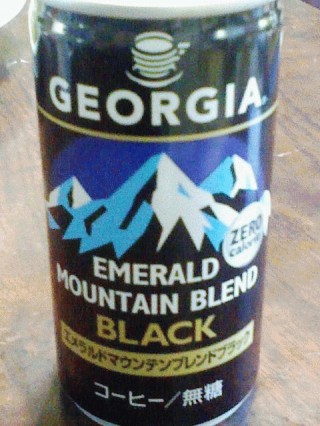 GEORGIA
ZERO
calorie
EMERALD
MOUNTAIN BLEND
BLACK
エメラルドマウンテンブレンドブラック
コーヒー/無糖